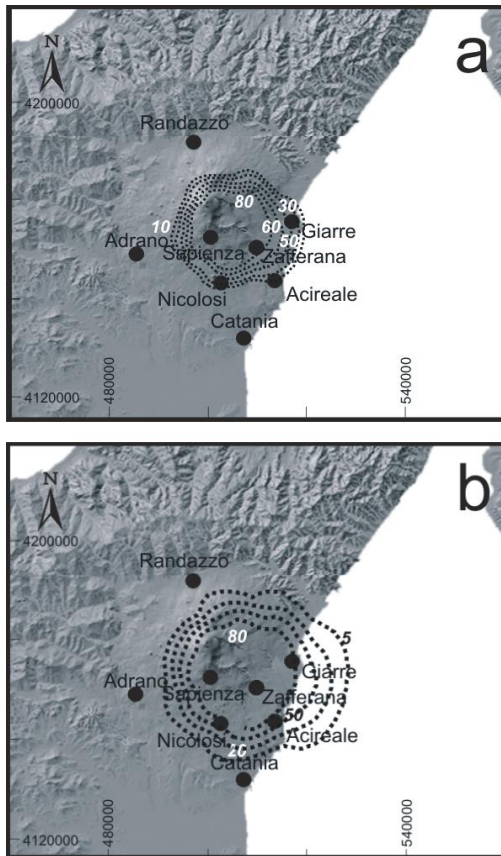 a
N
4200000
Randazzo
80
30
10
60
Giarre
50
Adrano
Sapienza
Zafferana
Nicolosi
Acireale
Catania
480000
540000
4120000
b
N
4200000
Randazzo
80
5
Giarre
Adrano
Sapienza
Zafferana
50
Nicolosi
Acireale
20
Catania
480000
540000
4120000